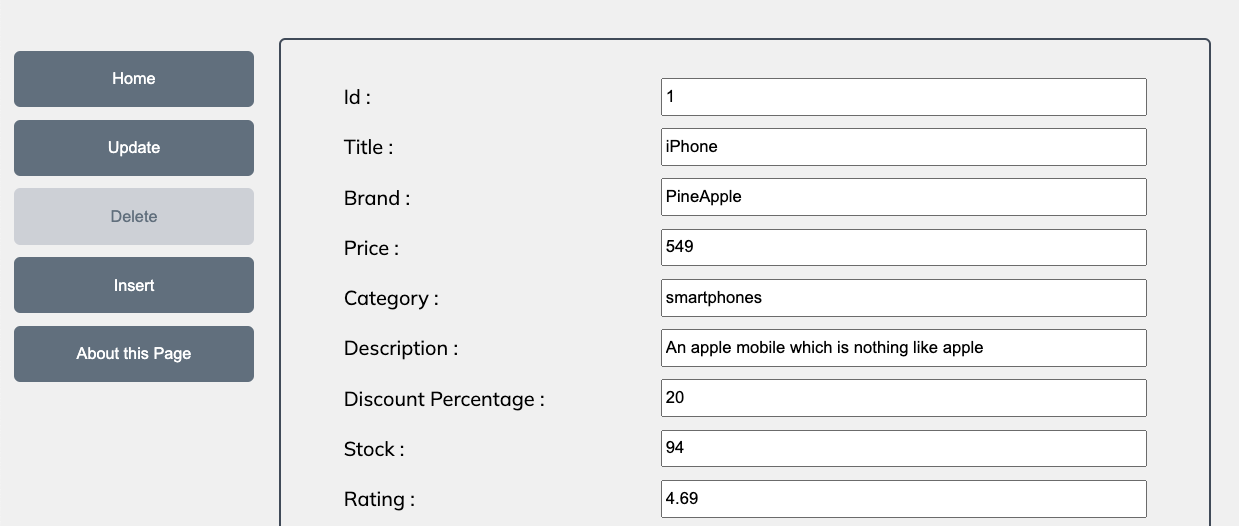 Home
Update
Delete
Insert
About this Page
Id : 1
Title : iPhone
Brand : PineApple
Price : 549
Category : smartphones
Description : An apple mobile which is nothing like apple
Discount Percentage : 20
Stock : 94
Rating : 4.69